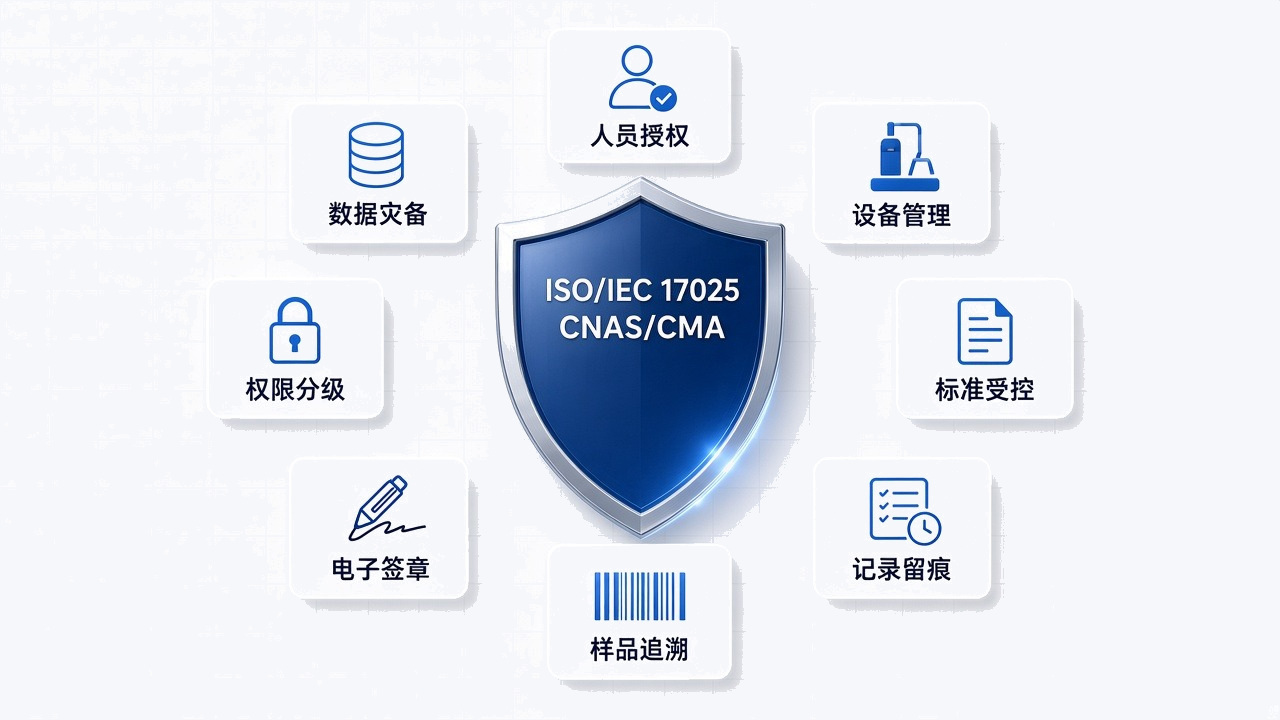 人员授权
数据灾备
设备管理
ISO/IEC 17025
CNAS/CMA
权限分级
标准受控
电子签章
记录留痕
样品追溯